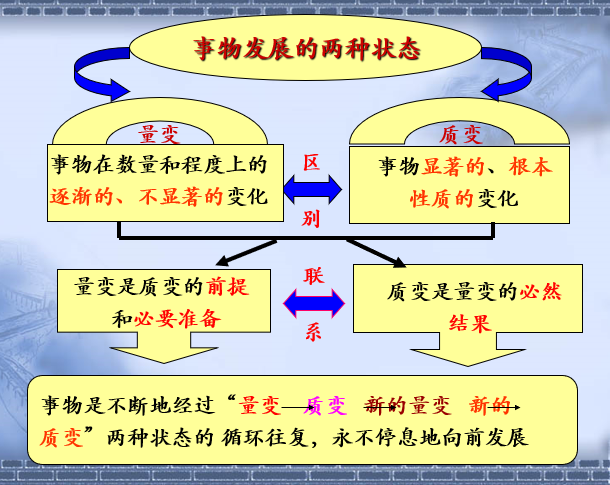 事物发展的两种状态
量变
质变
事物在数量和程度上的
逐渐的、不显著的变化
区
别
事物显著的、根本
性质的变化
量变是质变的前提
和必要准备
联
系
质变是量变的必然
结果
事物是不断地经过“量变 质变 新的量变 新的
质变”两种状态的 循环往复，永不停息地向前发展